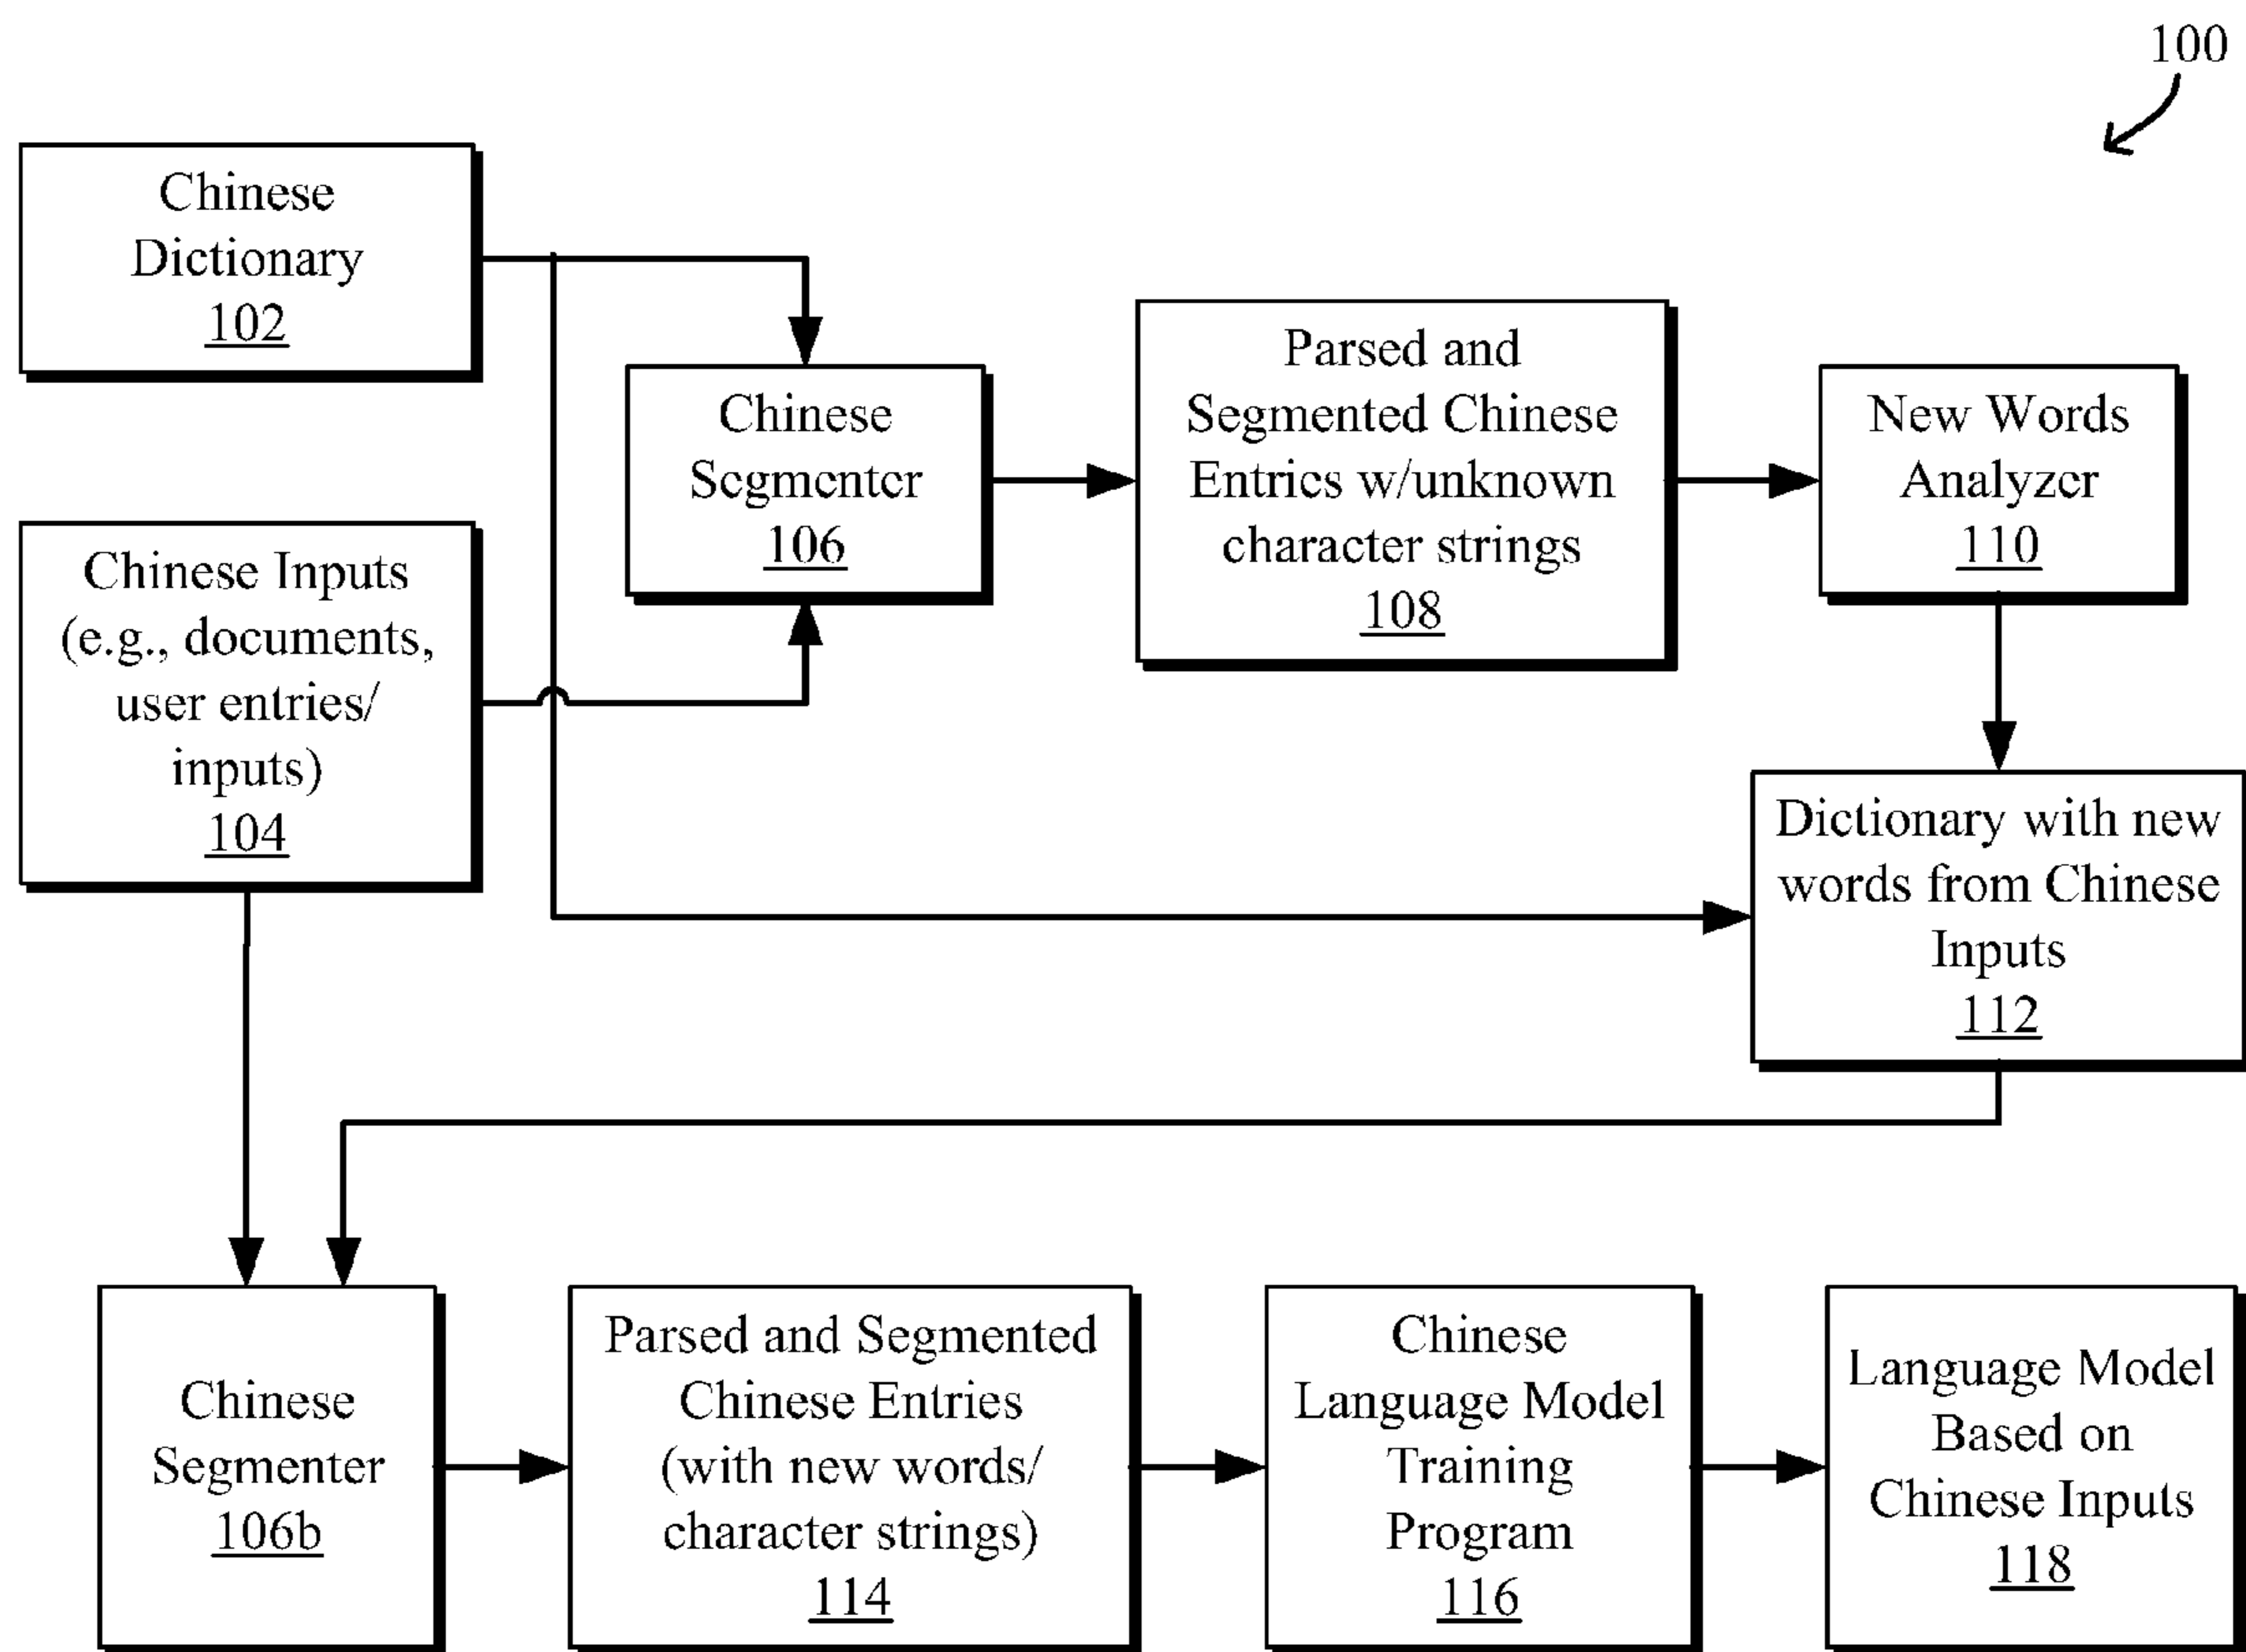 100
Chinese
Dictionary
102
Chinese
Segmenter
106
Parsed and
Segmented Chinese
Entries w/unknown
character strings
108
New Words
Analyzer
110
Chinese Inputs
(e.g., documents,
user entries/
inputs)
104
Dictionary with new
words from Chinese
Inputs
112
Chinese
Segmenter
106b
Parsed and Segmented
Chinese Entries
(with new words/
character strings)
114
Chinese
Language Model
Training
Program
116
Language Model
Based on
Chinese Inputs
118